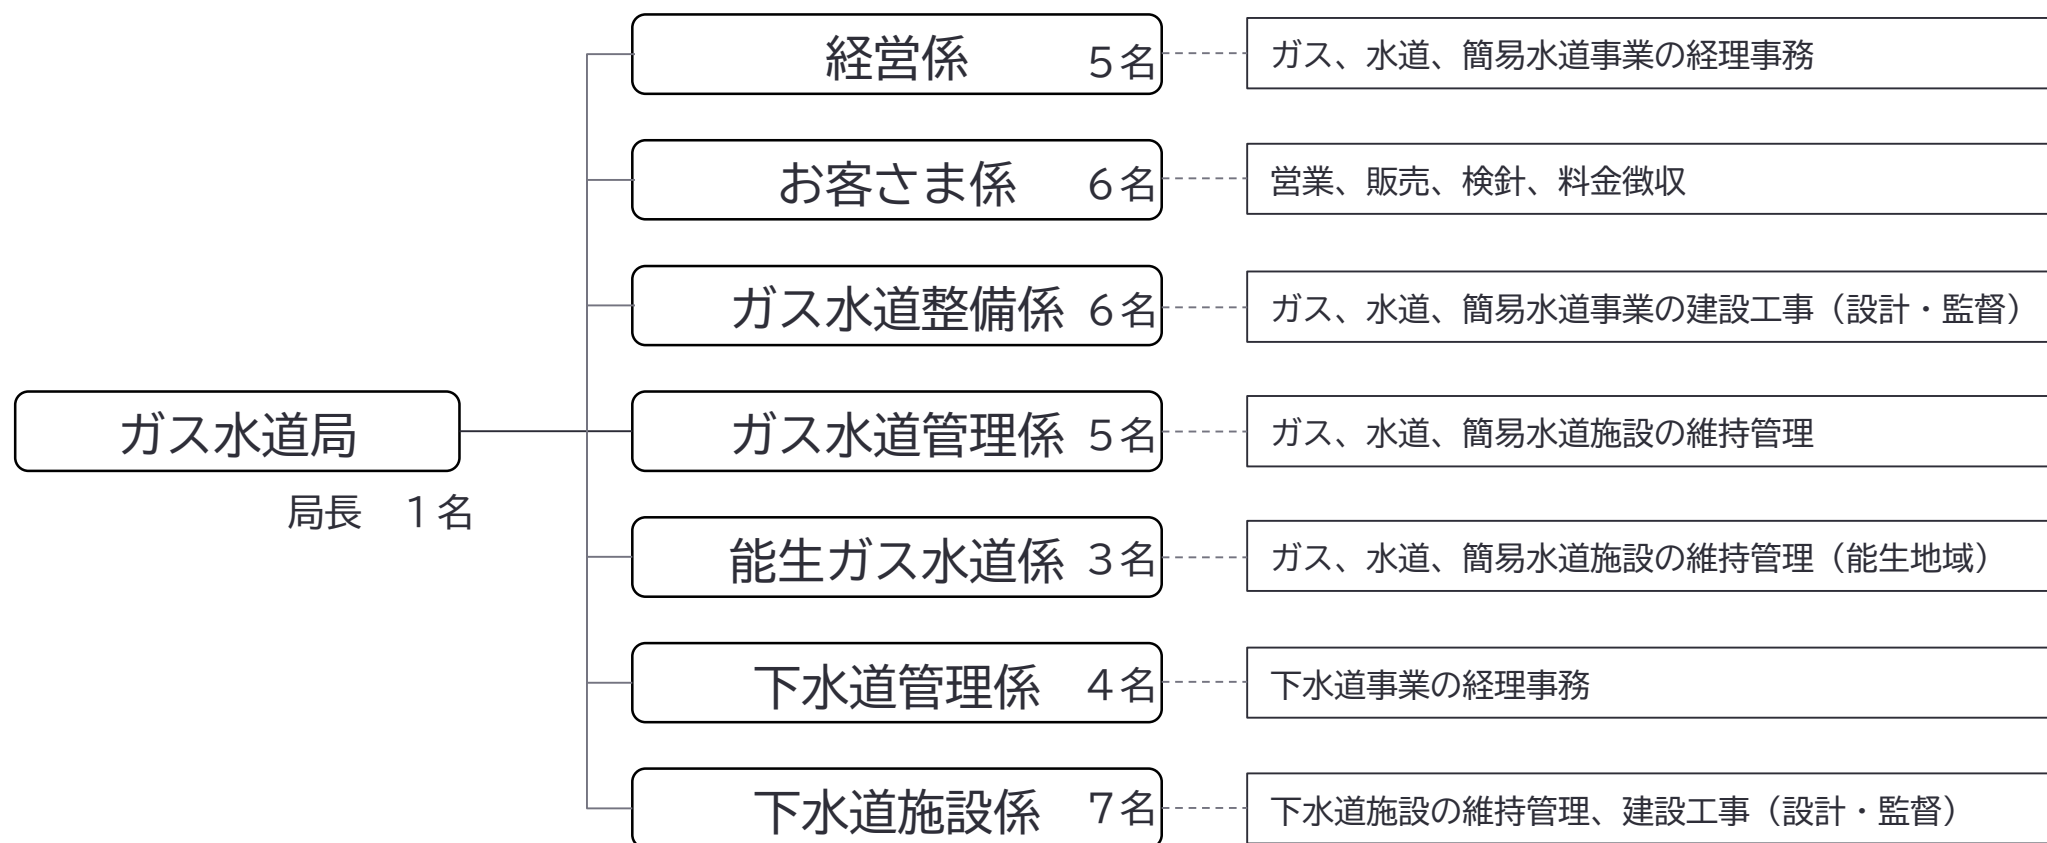 経営係 ５名 ガス、水道、簡易水道事業の経理事務
お客さま係 ６名 営業、販売、検針、料金徴収
ガス水道整備係 ６名 ガス、水道、簡易水道事業の建設工事（設計・監督）
ガス水道局
局長　１名
ガス水道管理係 ５名 ガス、水道、簡易水道施設の維持管理
能生ガス水道係 ３名 ガス、水道、簡易水道施設の維持管理（能生地域）
下水道管理係 ４名 下水道事業の経理事務
下水道施設係 ７名 下水道施設の維持管理、建設工事（設計・監督）